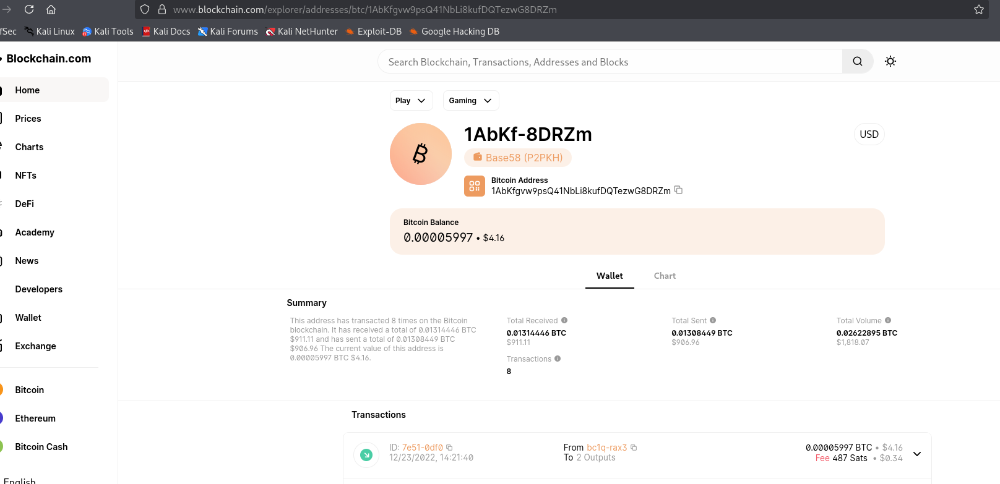 www.blockchain.com/explorer/addresses/btc/1AbKfgvw9psQ41NbLi8kufDQTezwG8DRZm
fSec Kali Linux Kali Tools Kali Docs Kali Forums Kali NetHunter Exploit-DB Google Hacking DB
Blockchain.com
Search Blockchain, Transactions, Addresses and Blocks
Home
Prices
Charts
NFTs
DeFi
Academy
News
Developers
Wallet
Exchange
Bitcoin
Ethereum
Bitcoin Cash
English
Play Gaming
1AbKf-8DRZm
USD
Base58 (P2PKH)
Bitcoin Address
1AbKfgvw9psQ41NbLi8kufDQTezwG8DRZm
Bitcoin Balance
0.00005997 • $4.16
Wallet Chart
Summary
This address has transacted 8 times on the Bitcoin
blockchain. It has received a total of 0.01314446 BTC
$911.11 and has sent a total of 0.01308449 BTC
$906.96 The current value of this address is
0.00005997 BTC $4.16.
Total Received
0.01314446 BTC
$911.11
Total Sent
0.01308449 BTC
$906.96
Total Volume
0.02622895 BTC
$1,818.07
Transactions
8
Transactions
ID: 7e51-0df0
12/23/2022, 14:21:40
From bc1q-rax3
To 2 Outputs
0.00005997 BTC • $4.16
Fee 487 Sats • $0.34